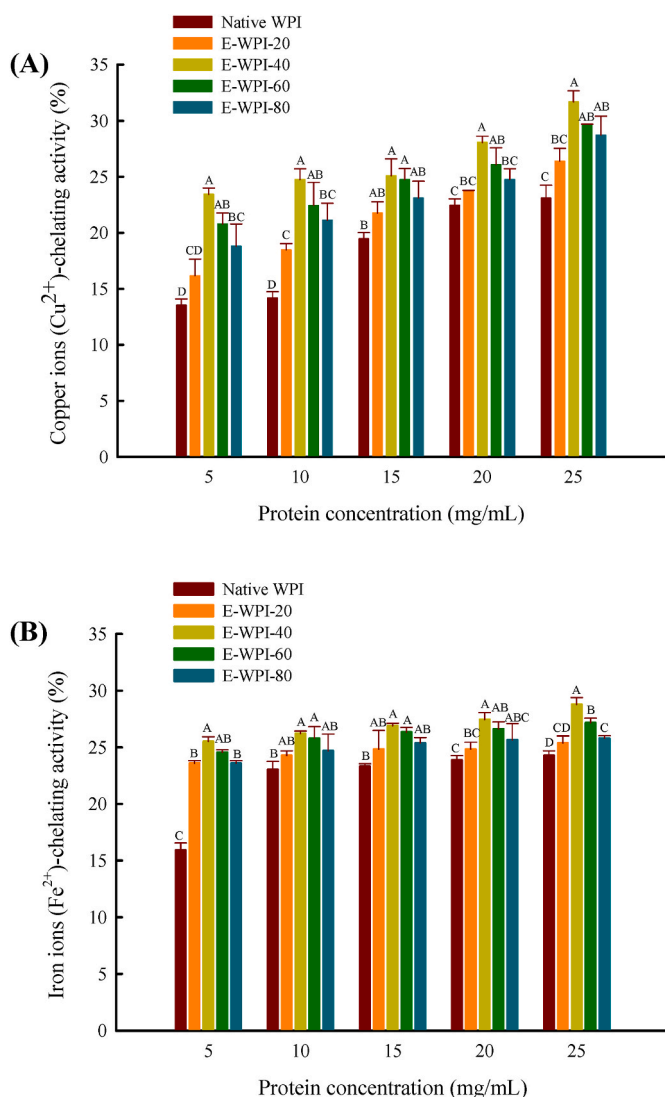 (A)
Native WPI
E-WPI-20
E-WPI-40
E-WPI-60
E-WPI-80
Copper ions (Cu2+)-chelating activity (%)
35
30
25
20
15
10
5
0
D CD A AB BC
D C A AB BC
B AB A A AB
C BC A AB BC
C BC A AB AB
5 10 15 20 25
Protein concentration (mg/mL)
(B)
Native WPI
E-WPI-20
E-WPI-40
E-WPI-60
E-WPI-80
Iron ions (Fe2+)-chelating activity (%)
35
30
25
20
15
10
5
0
C B A AB B
B AB A A AB
B AB A A AB
C BC A AB ABC
D CD A B C
5 10 15 20 25
Protein concentration (mg/mL)